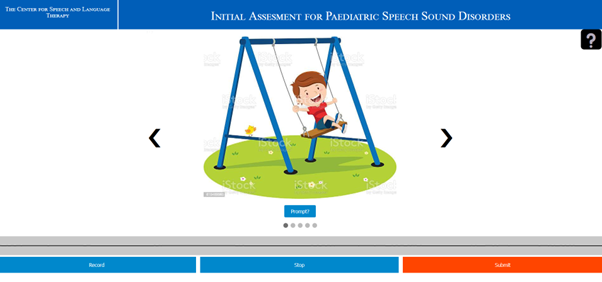 The Center for Speech and Language
Therapy
Initial Assesment for Paediatric Speech Sound Disorders
?
iStock
iStock
iStock
iStock
iStock
Prompt?
Record
Stop
Submit